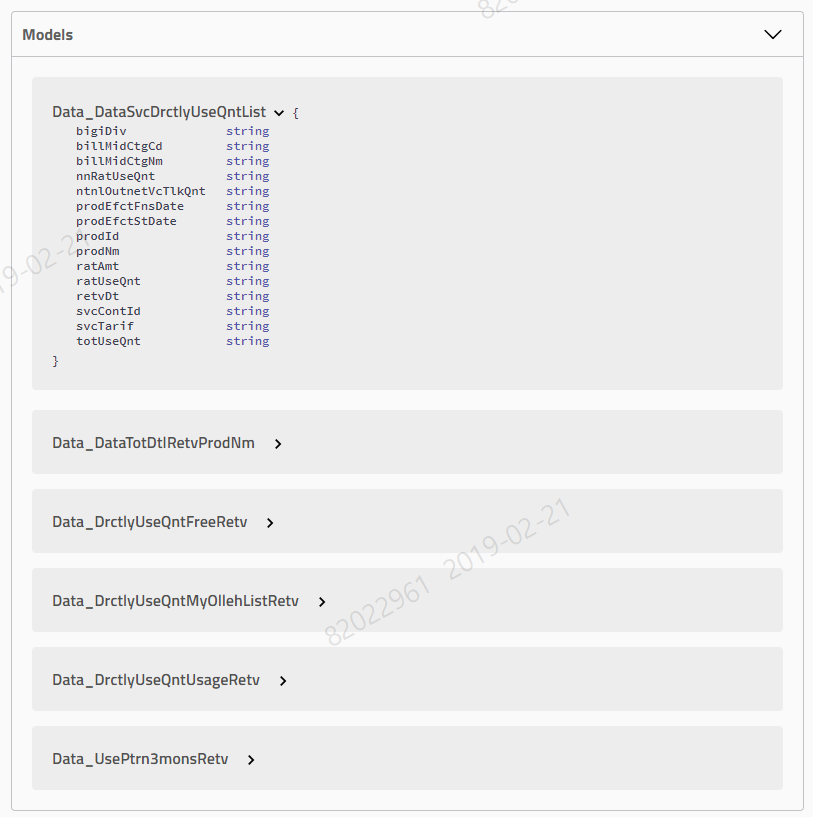 Models
Data_DataSvcDrctlyUseQntList {
bigiDiv string
billMidCtgCd string
billMidCtgNm string
nnRatUseQnt string
ntnlOutnetVcTlkQnt string
prodEfctFnsDate string
prodEfctStDate string
prodId string
prodNm string
ratAmt string
ratUseQnt string
retvDt string
svcContId string
svcTarif string
totUseQnt string
}
Data_DataTotDtlRetvProdNm
Data_DrctlyUseQntFreeRetv
Data_DrctlyUseQntMyOllehListRetv
Data_DrctlyUseQntUsageRetv
Data_UsePtrn3monsRetv
82022961 2019-02-21